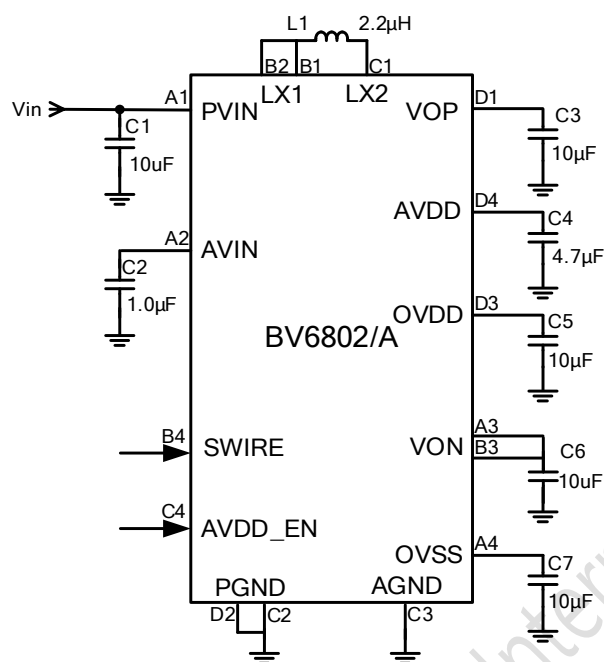 L1 2.2µH
B2 B1 C1
LX1 LX2
Vin A1 PVIN VOP D1
C1 C3
10uF 10µF
A2 AVIN AVDD D4
C2 C4
1.0µF 4.7µF
OVDD D3
C5
BV6802/A 10µF
B4 SWIRE VON A3
B3 C6
10uF
C4 AVDD_EN
OVSS A4
C7
PGND AGND 10µF
D2 C2 C3
Intern